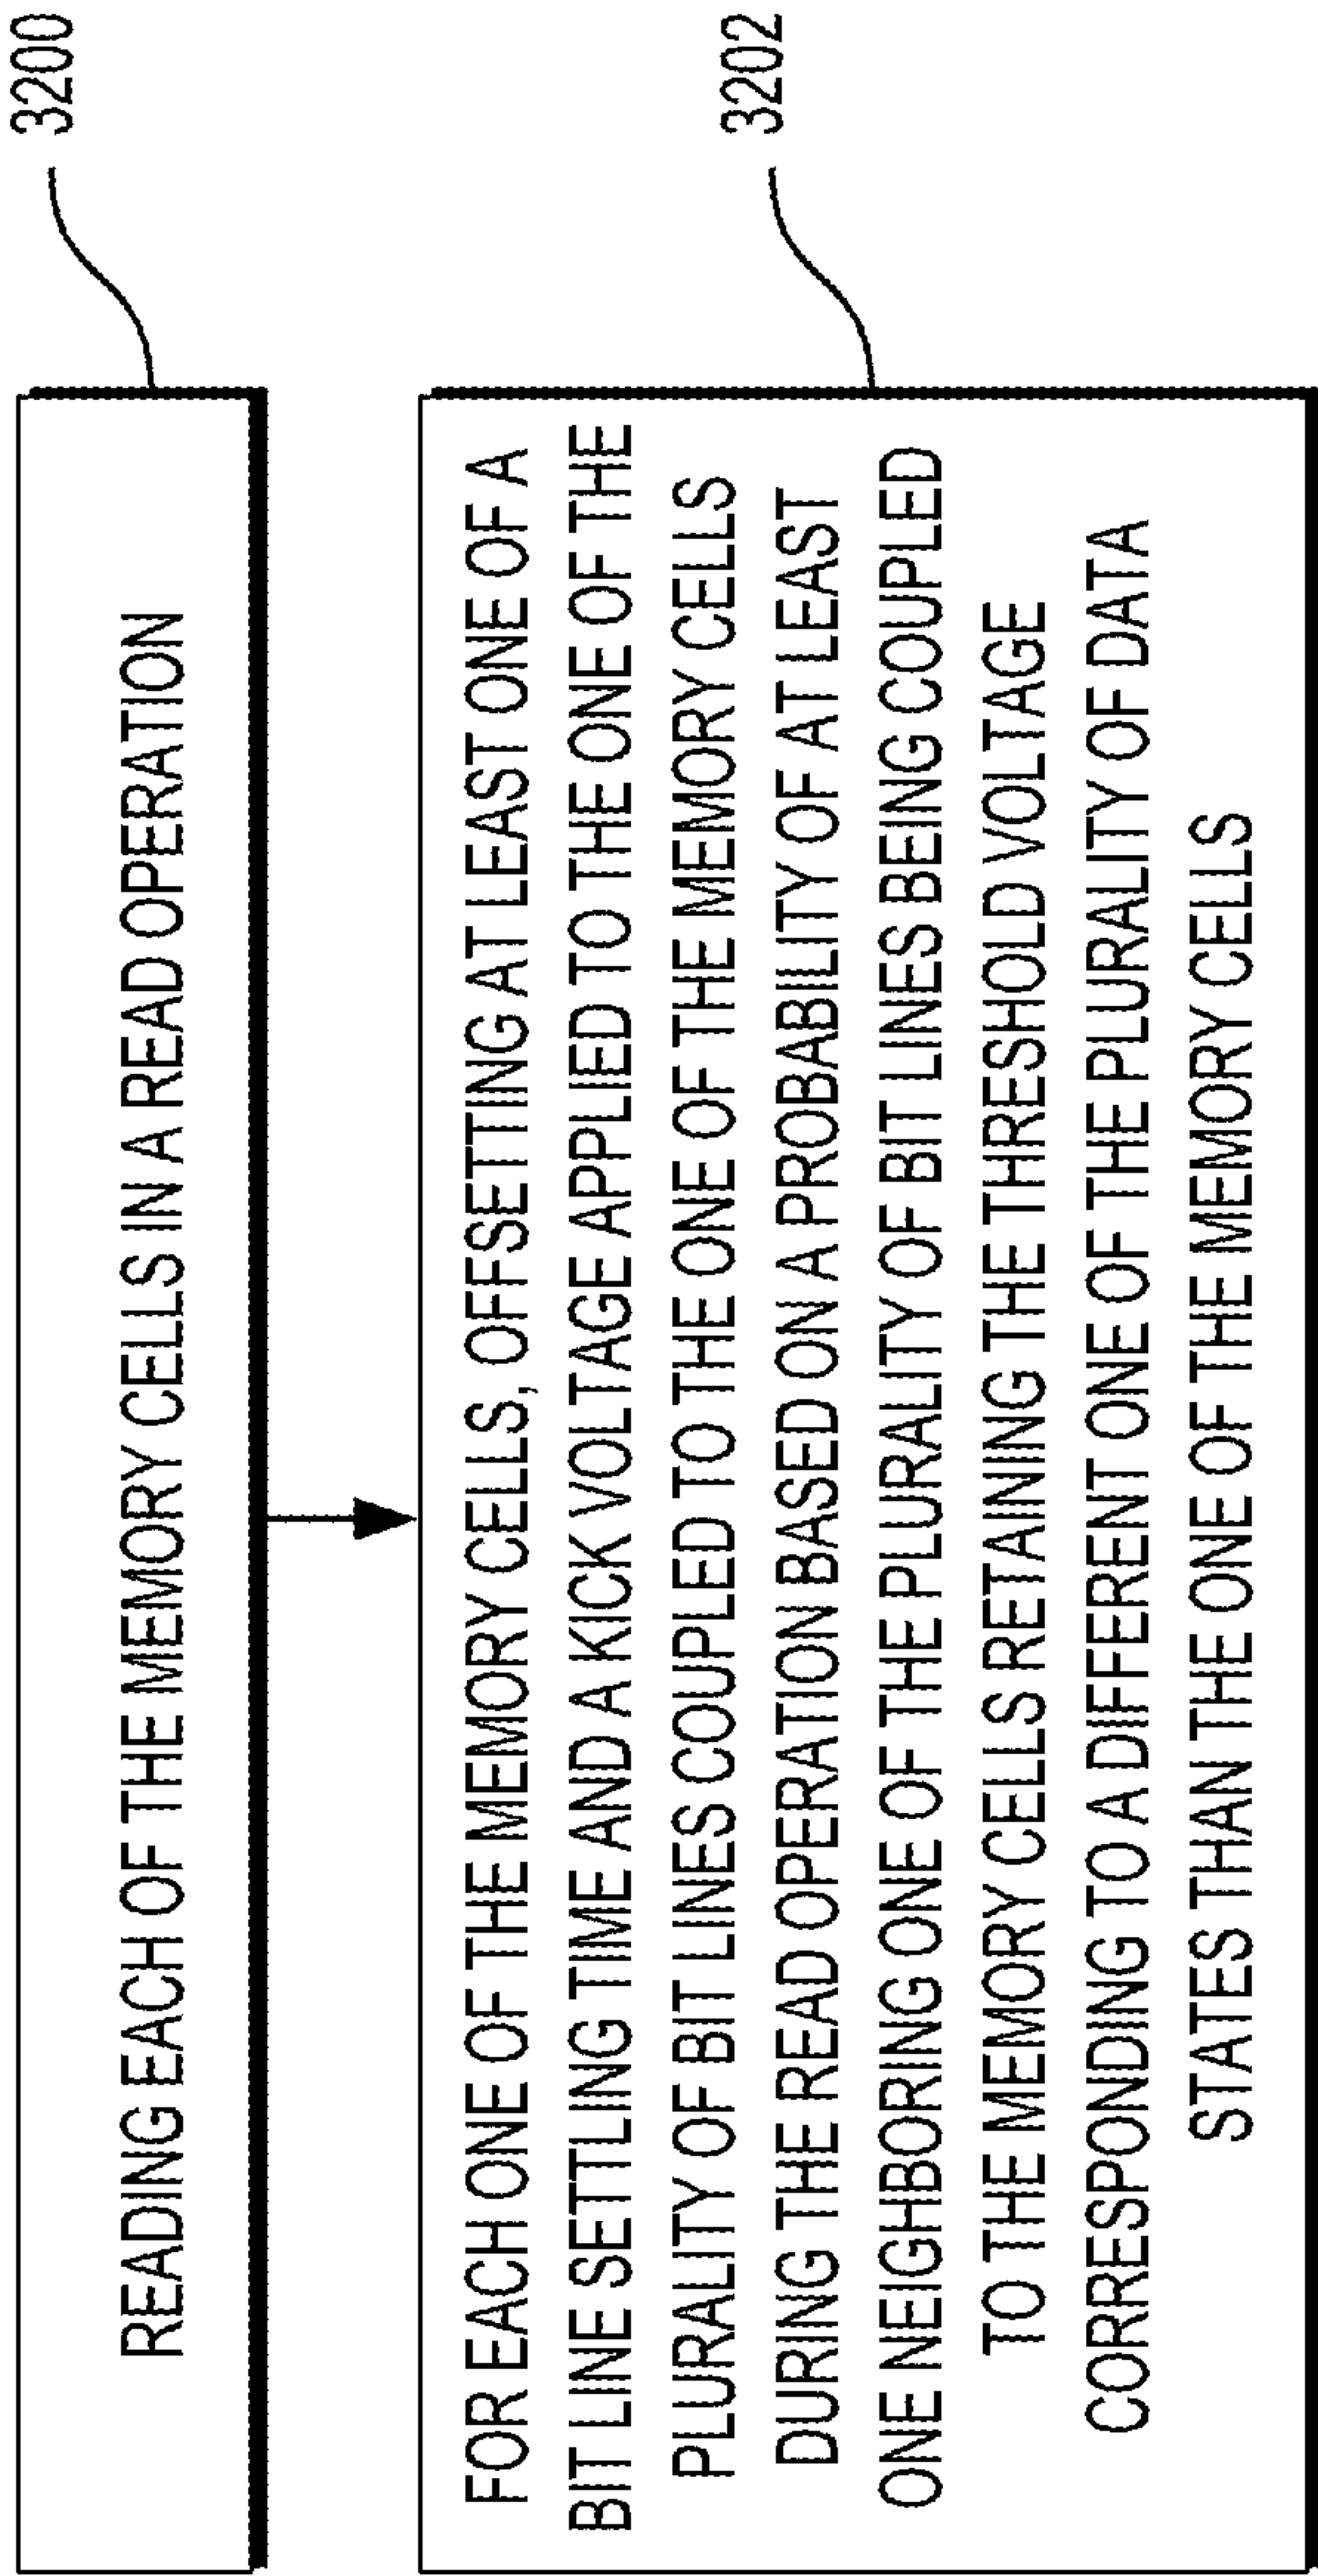 READING EACH OF THE MEMORY CELLS IN A READ OPERATION
3200
FOR EACH ONE OF THE MEMORY CELLS, OFFSETTING AT LEAST ONE OF A
BIT LINE SETTLING TIME AND A KICK VOLTAGE APPLIED TO THE ONE OF THE
PLURALITY OF BIT LINES COUPLED TO THE ONE OF THE MEMORY CELLS
DURING THE READ OPERATION BASED ON A PROBABILITY OF AT LEAST
ONE NEIGHBORING ONE OF THE PLURALITY OF BIT LINES BEING COUPLED
TO THE MEMORY CELLS RETAINING THE THRESHOLD VOLTAGE
CORRESPONDING TO A DIFFERENT ONE OF THE PLURALITY OF DATA
STATES THAN THE ONE OF THE MEMORY CELLS
3202